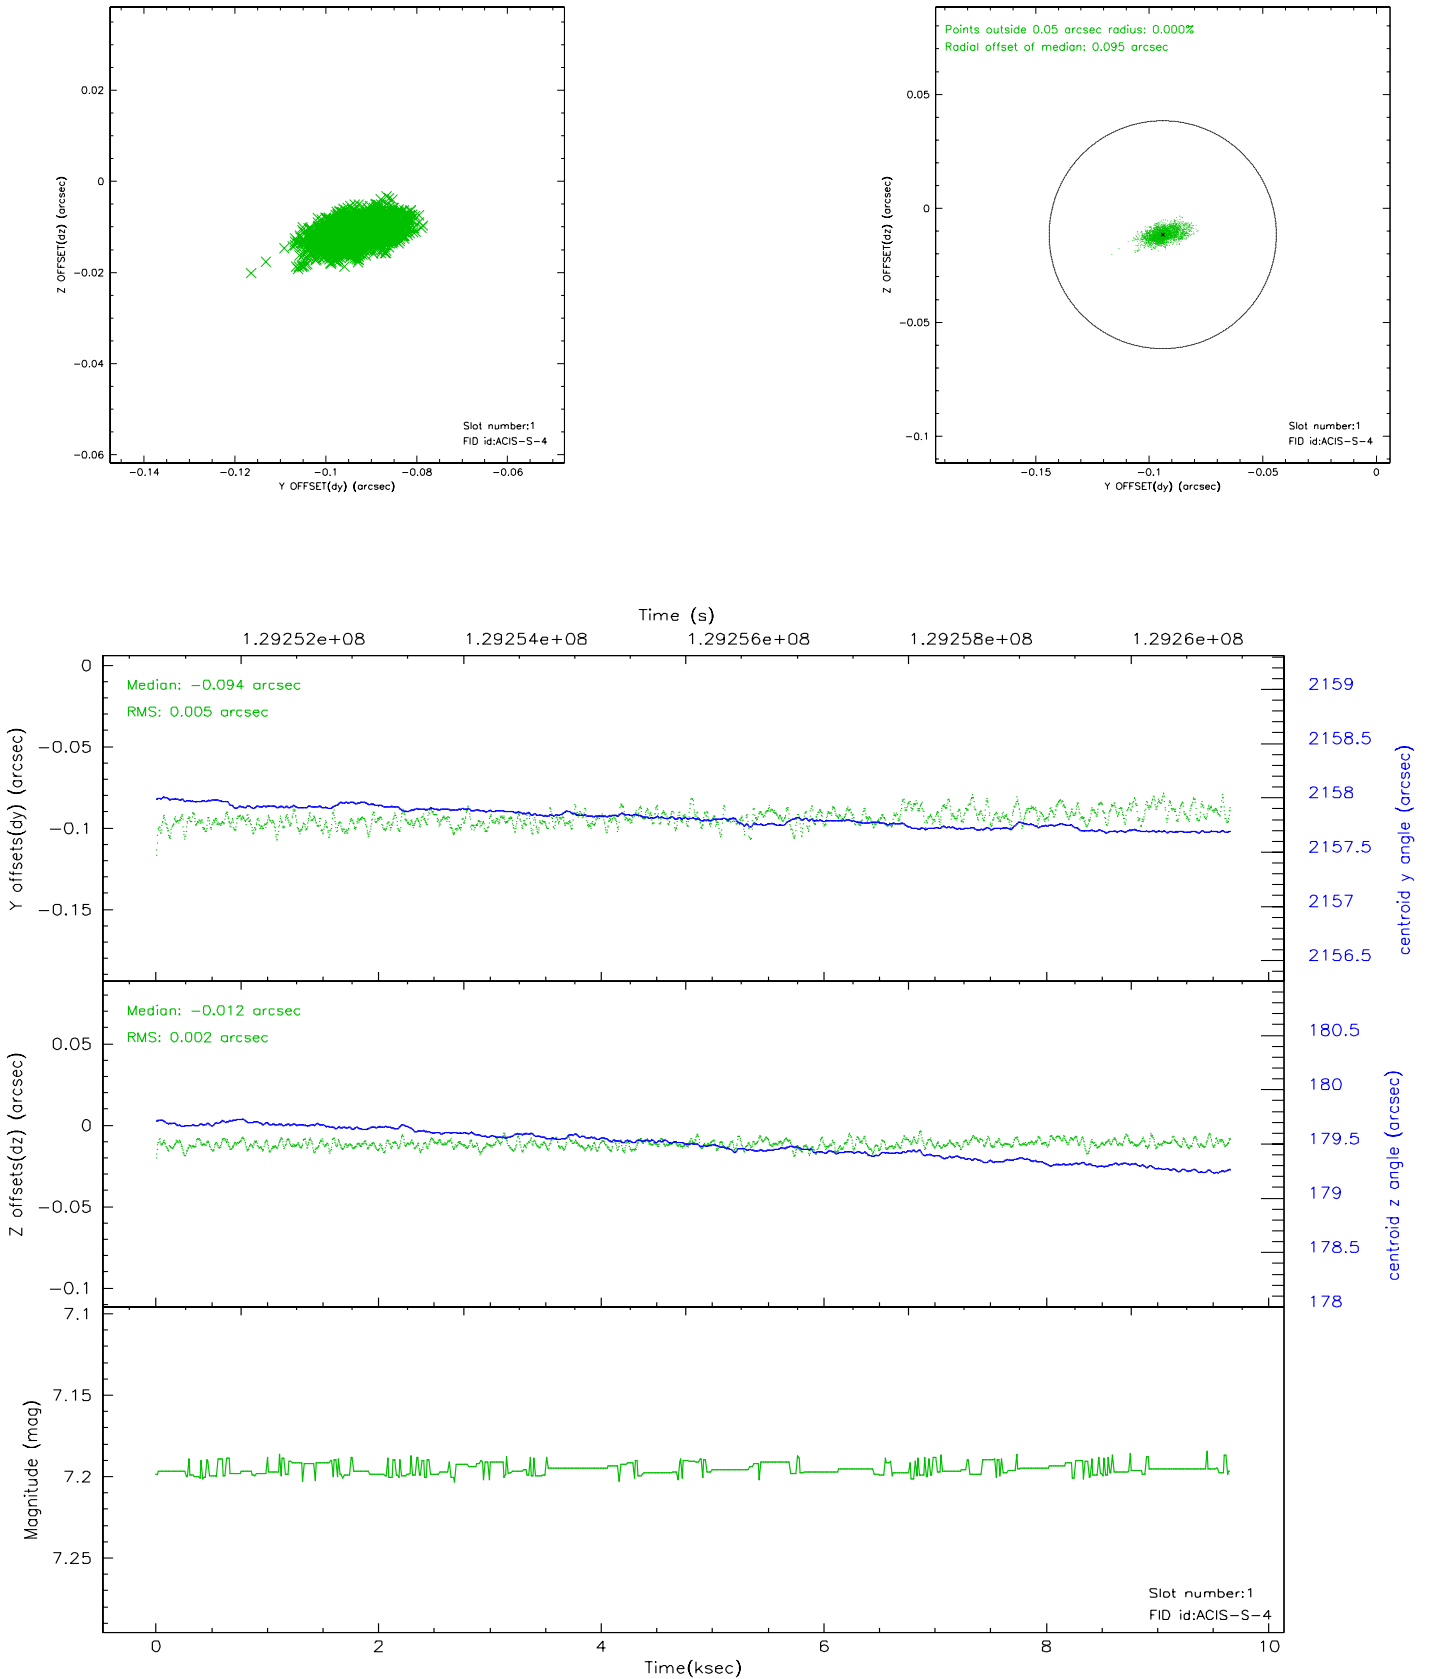 0.02
0
-0.02
-0.04
-0.06
-0.14
-0.12
-0.1
-0.08
-0.06
Z OFFSET(dz) (arcsec)
Y OFFSET(dy) (arcsec)
Slot number:1
FID id:ACIS-S-4
Points outside 0.05 arcsec radius: 0.000%
Radial offset of median: 0.095 arcsec
0.05
0
-0.05
-0.1
-0.15
-0.1
-0.05
0
Z OFFSET(dz) (arcsec)
Y OFFSET(dy) (arcsec)
Slot number:1
FID id:ACIS-S-4
Time (s)
1.29252e+08
1.29254e+08
1.29256e+08
1.29258e+08
1.2926e+08
Median: -0.094 arcsec
RMS: 0.005 arcsec
0
-0.05
-0.1
-0.15
Y offsets(dy) (arcsec)
2159
2158.5
2158
2157.5
2157
2156.5
centroid y angle (arcsec)
Median: -0.012 arcsec
RMS: 0.002 arcsec
0.05
0
-0.05
-0.1
Z offsets(dz) (arcsec)
180.5
180
179.5
179
178.5
178
centroid z angle (arcsec)
7.1
7.15
7.2
7.25
Magnitude (mag)
Slot number:1
FID id:ACIS-S-4
0
2
4
6
8
10
Time(ksec)